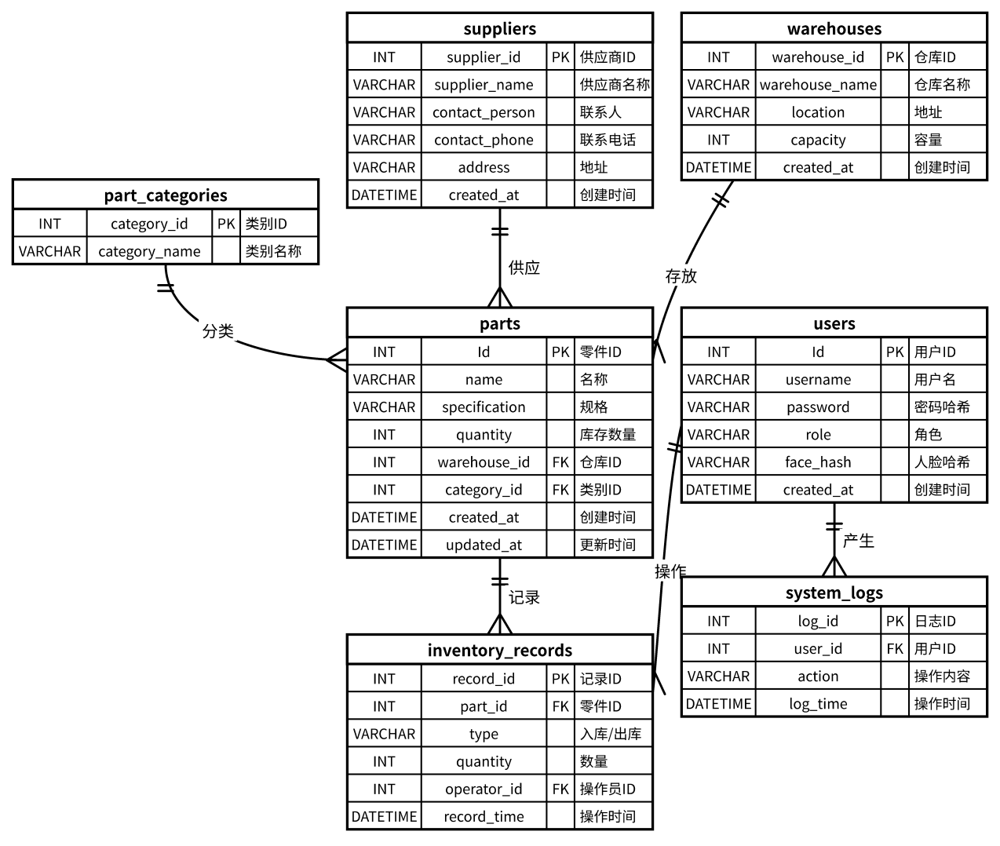 suppliers
INT supplier_id PK 供应商ID
VARCHAR supplier_name 供应商名称
VARCHAR contact_person 联系人
VARCHAR contact_phone 联系电话
VARCHAR address 地址
DATETIME created_at 创建时间
warehouses
INT warehouse_id PK 仓库ID
VARCHAR warehouse_name 仓库名称
VARCHAR location 地址
INT capacity 容量
DATETIME created_at 创建时间
part_categories
INT category_id PK 类别ID
VARCHAR category_name 类别名称
供应
存放
分类
parts
INT Id PK 零件ID
VARCHAR name 名称
VARCHAR specification 规格
INT quantity 库存数量
INT warehouse_id FK 仓库ID
INT category_id FK 类别ID
DATETIME created_at 创建时间
DATETIME updated_at 更新时间
users
INT Id PK 用户ID
VARCHAR username 用户名
VARCHAR password 密码哈希
VARCHAR role 角色
VARCHAR face_hash 人脸哈希
DATETIME created_at 创建时间
产生
操作
记录
system_logs
INT log_id PK 日志ID
INT user_id FK 用户ID
VARCHAR action 操作内容
DATETIME log_time 操作时间
inventory_records
INT record_id PK 记录ID
INT part_id FK 零件ID
VARCHAR type 入库/出库
INT quantity 数量
INT operator_id FK 操作员ID
DATETIME record_time 操作时间